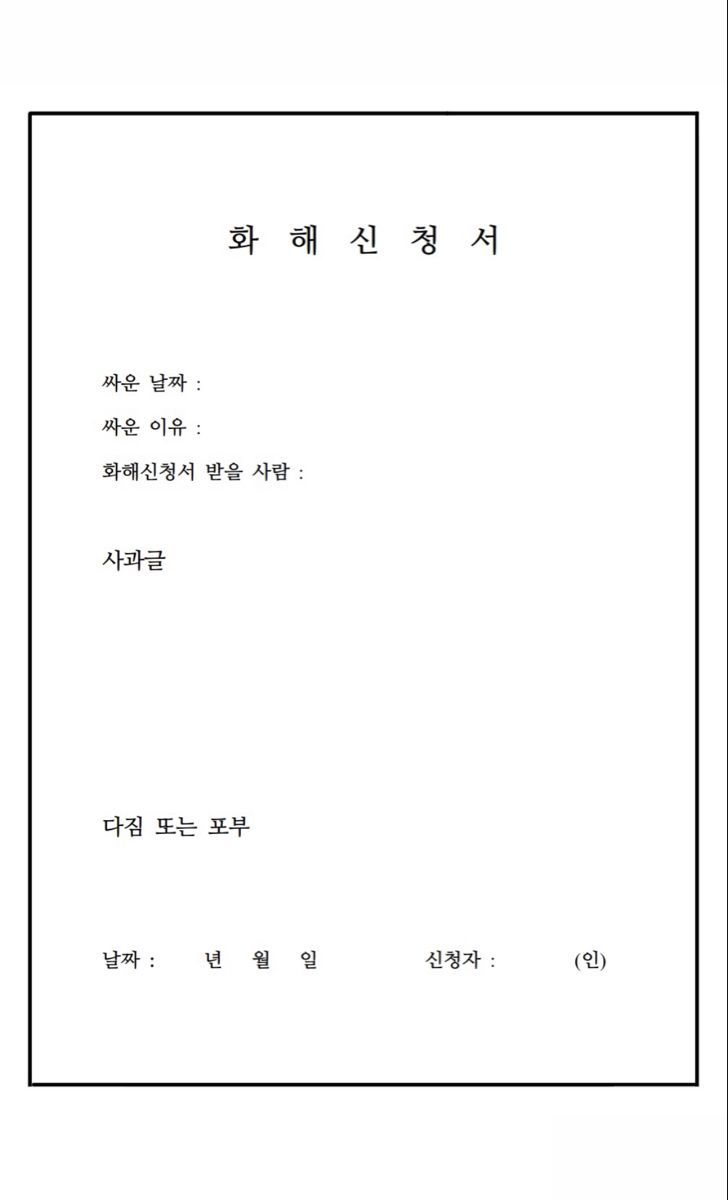 화 해 신 청 서
싸운 날짜 :
싸운 이유 :
화해신청서 받을 사람 :
사과글
다짐 또는 포부
날짜 : 년 월 일 신청자 : (인)